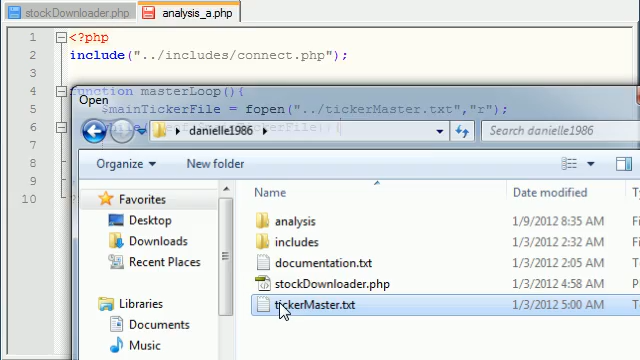 stockDownloader.php analysis_a.php
1 <?php
2 include("../includes/connect.php");
3
4 function masterLoop(){
5 $mainTickerFile = fopen("../tickerMaster.txt","r");
6
7
8
9
10
Open
danielle1986
Search danielle1986
Organize New folder
Favorites
Desktop
Downloads
Recent Places
Libraries
Documents
Music
Name Date modified
analysis 1/9/2012 8:35 AM
includes 1/3/2012 2:32 AM
documentation.txt 1/3/2012 2:05 AM
stockDownloader.php 1/3/2012 4:58 AM
tickerMaster.txt 1/3/2012 5:00 AM